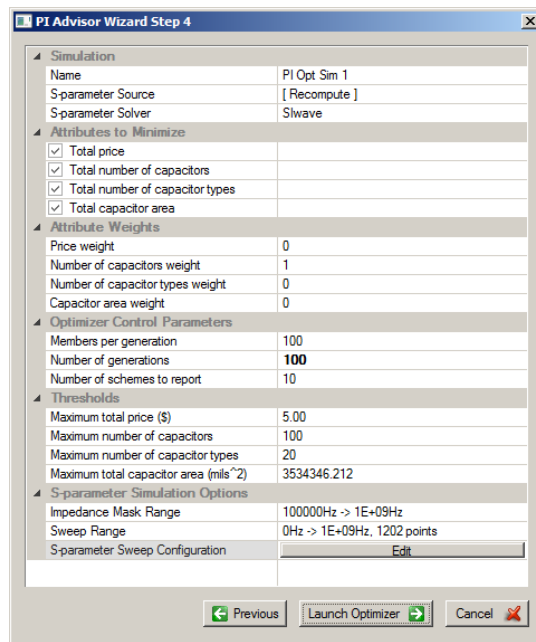 PI Advisor Wizard Step 4
Simulation
Name PI Opt Sim 1
S-parameter Source [ Recompute ]
S-parameter Solver SIwave
Attributes to Minimize
Total price
Total number of capacitors
Total number of capacitor types
Total capacitor area
Attribute Weights
Price weight 0
Number of capacitors weight 1
Number of capacitor types weight 0
Capacitor area weight 0
Optimizer Control Parameters
Members per generation 100
Number of generations 100
Number of schemes to report 10
Thresholds
Maximum total price ($) 5.00
Maximum number of capacitors 100
Maximum number of capacitor types 20
Maximum total capacitor area (mils^2) 3534346.212
S-parameter Simulation Options
Impedance Mask Range 100000Hz -> 1E+09Hz
Sweep Range 0Hz -> 1E+09Hz, 1202 points
S-parameter Sweep Configuration Edit
Previous Launch Optimizer Cancel